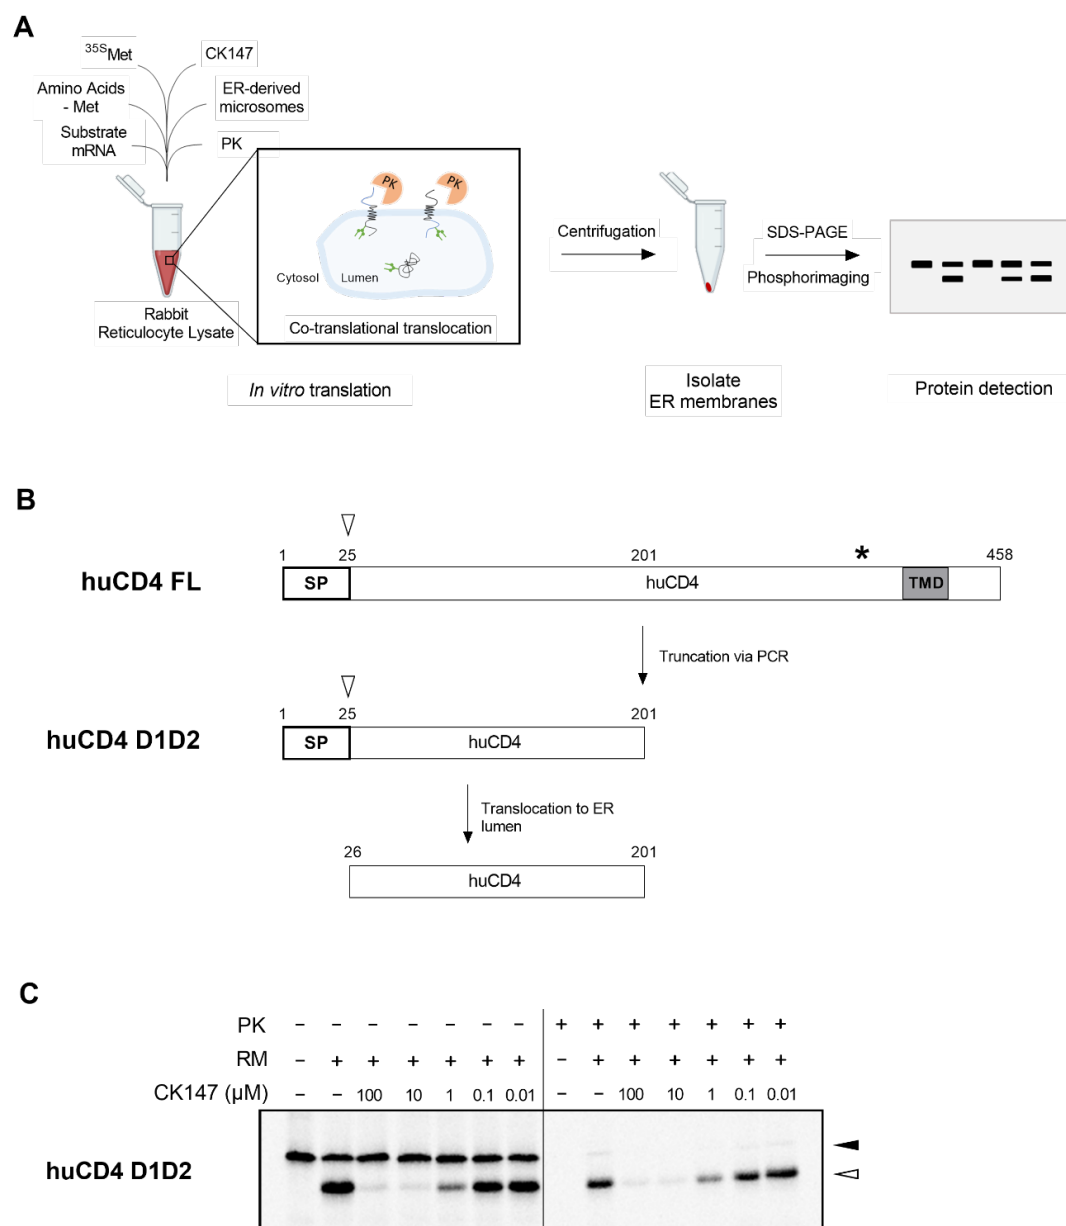 A
35S Met
CK147
Amino Acids
- Met
ER-derived
microsomes
Substrate
mRNA
PK
PK
PK
Cytosol
Lumen
Co-translational translocation
Rabbit
Reticulocyte Lysate
In vitro translation
Centrifugation
Isolate
ER membranes
SDS-PAGE
Phosphorimaging
Protein detection
B
huCD4 FL
1 25 201 * 458
SP huCD4 TMD
Truncation via PCR
huCD4 D1D2
1 25 201
SP huCD4
Translocation to ER
lumen
26 201
huCD4
C
PK – – – – – – – + + + + + + +
RM – + + + + + + – + + + + + +
CK147 (μM) – – 100 10 1 0.1 0.01 – – 100 10 1 0.1 0.01
huCD4 D1D2